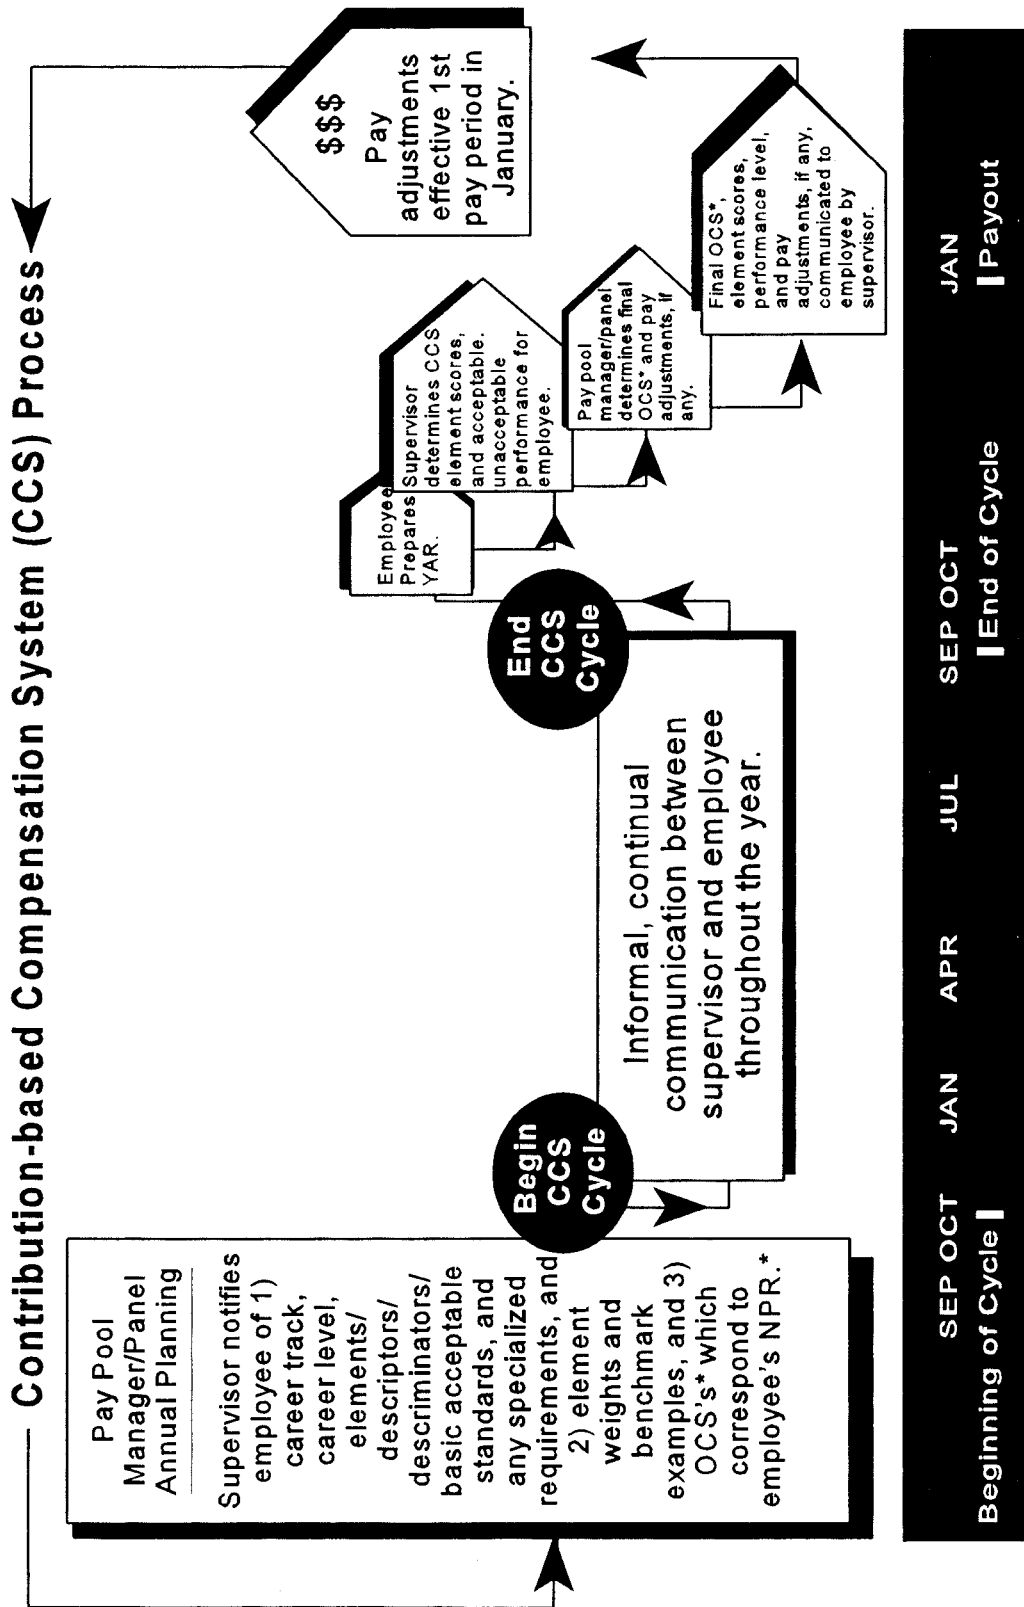 Contribution-based Compensation System (CCS) Process
Pay Pool
Manager/Panel
Annual Planning
Supervisor notifies
employee of 1)
career track,
career level,
elements/
descriptors/
descriminators/
basic acceptable
standards, and
any specialized
requirements, and
2) element
weights and
benchmark
examples, and 3)
OCS's* which
correspond to
employee's NPR.*
Begin
CCS
Cycle
Informal, continual
communication between
supervisor and employee
throughout the year.
End
CCS
Cycle
Employee
Prepares
YAR.
Supervisor
determines CCS
element scores,
and acceptable.
unacceptable
performance for
employee.
Pay pool
manager/panel
determines final
OCS* and pay
adjustments, if
any.
Final OCS*,
element scores,
performance level,
and pay
adjustments, if any,
communicated to
employee by
supervisor.
$$$
Pay
adjustments
effective 1st
pay period in
January.
SEP OCT JAN APR JUL SEP OCT JAN
Beginning of Cycle End of Cycle Payout